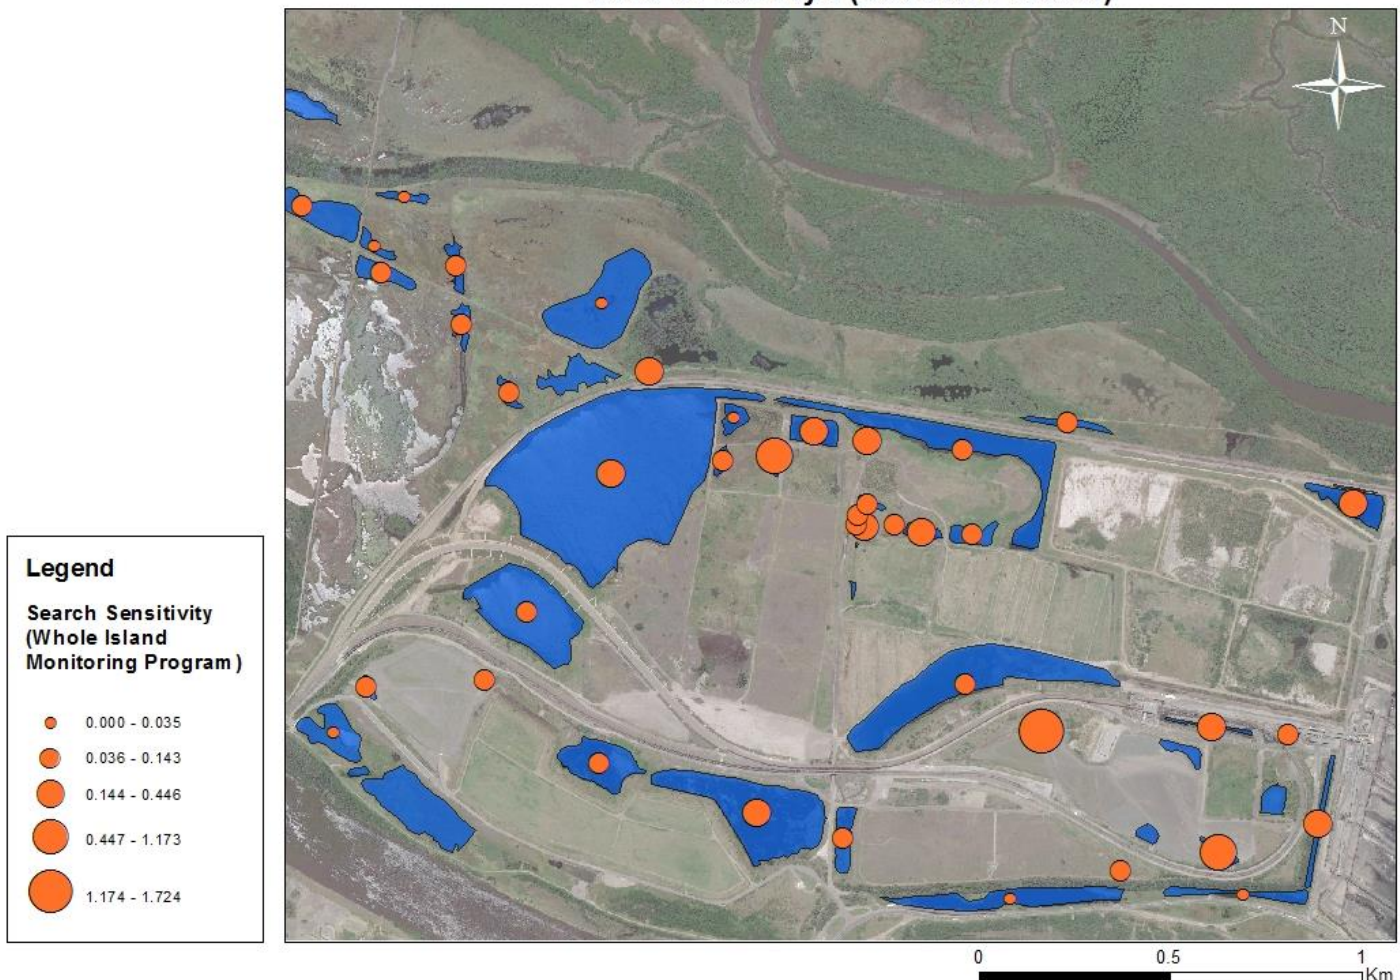 N
Legend
Search Sensitivity
(Whole Island
Monitoring Program)
0.000 - 0.035
0.036 - 0.143
0.144 - 0.446
0.447 - 1.173
1.174 - 1.724
0 0.5 1
Km